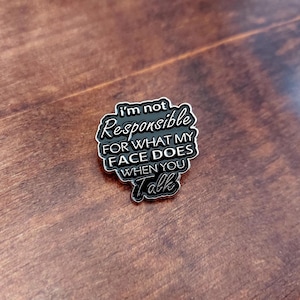 i'm not
Responsible
FOR WHAT MY
FACE DOES
WHEN YOU
Talk